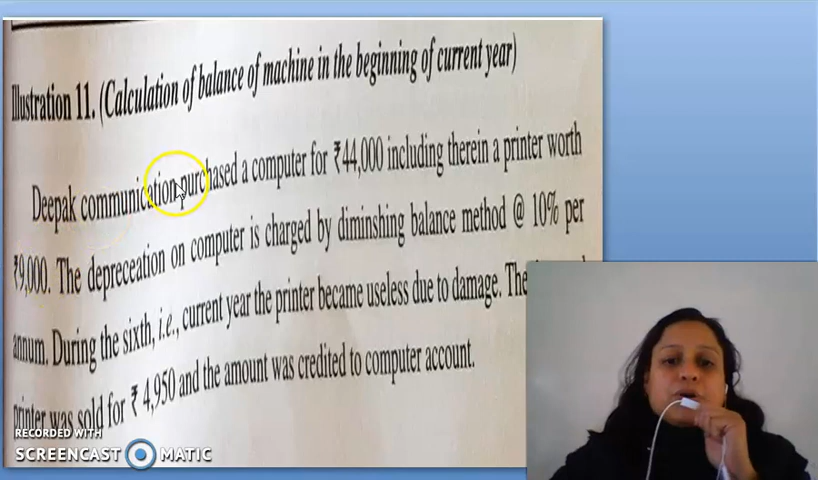 Illustration 11. (Calculation of balance of machine in the beginning of current year)
Deepak communication purchased a computer for ₹44,000 including therein a printer worth
₹9,000. The depreceation on computer is charged by diminshing balance method @ 10% per
annum. During the sixth, i.e., current year the printer became useless due to damage. The
printer was sold for ₹ 4,950 and the amount was credited to computer account.
RECORDED WITH
SCREENCAST MATIC